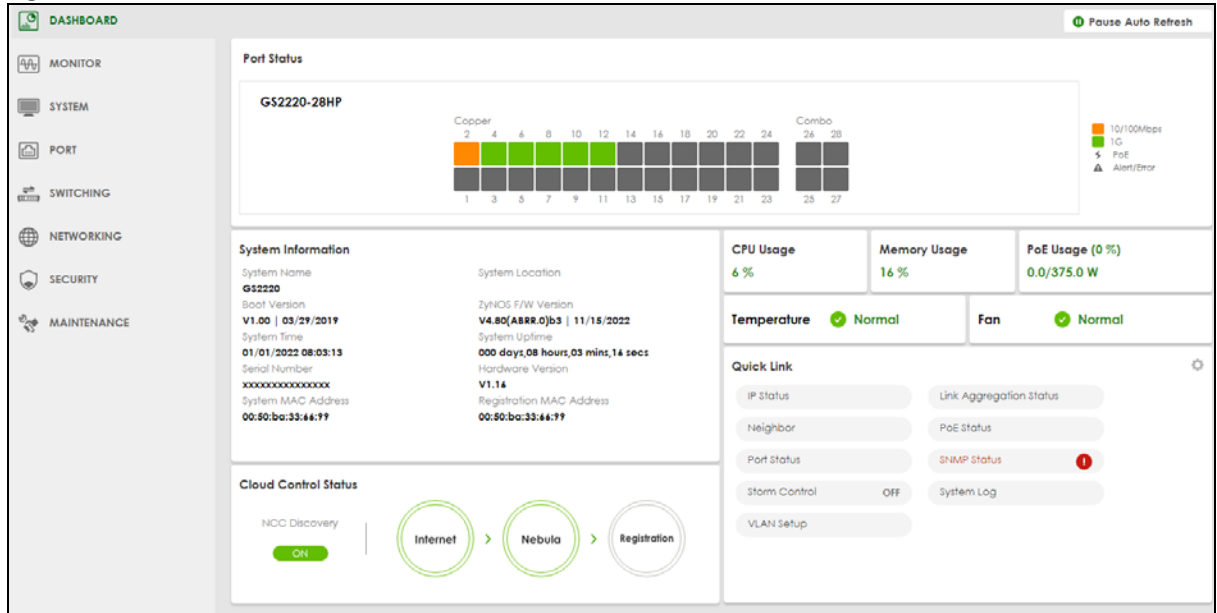 DASHBOARD
Pause Auto Refresh
MONITOR
SYSTEM
PORT
SWITCHING
NETWORKING
SECURITY
MAINTENANCE
Port Status
GS2220-28HP
Copper
Combo
2 4 6 8 10 12 14 16 18 20 22 24 26 28
1 3 5 7 9 11 13 15 17 19 21 23 25 27
10/100Mbps
1G
PoE
Alert/Error
System Information
System Name
GS2220
System Location
Boot Version
V1.00 | 03/29/2019
ZyNOS F/W Version
V4.80(ABRR.0)b3 | 11/15/2022
System Time
01/01/2022 08:03:13
System Uptime
000 days,08 hours,03 mins,16 secs
Serial Number
xxxxxxxxxxxxxxx
Hardware Version
V1.16
System MAC Address
00:50:ba:33:66:99
Registration MAC Address
00:50:ba:33:66:99
CPU Usage
6 %
Memory Usage
16 %
PoE Usage (0 %)
0.0/375.0 W
Temperature Normal
Fan Normal
Quick Link
IP Status
Link Aggregation Status
Neighbor
PoE Status
Port Status
SNMP Status
Storm Control OFF
System Log
VLAN Setup
Cloud Control Status
NCC Discovery
ON
Internet > Nebula > Registration